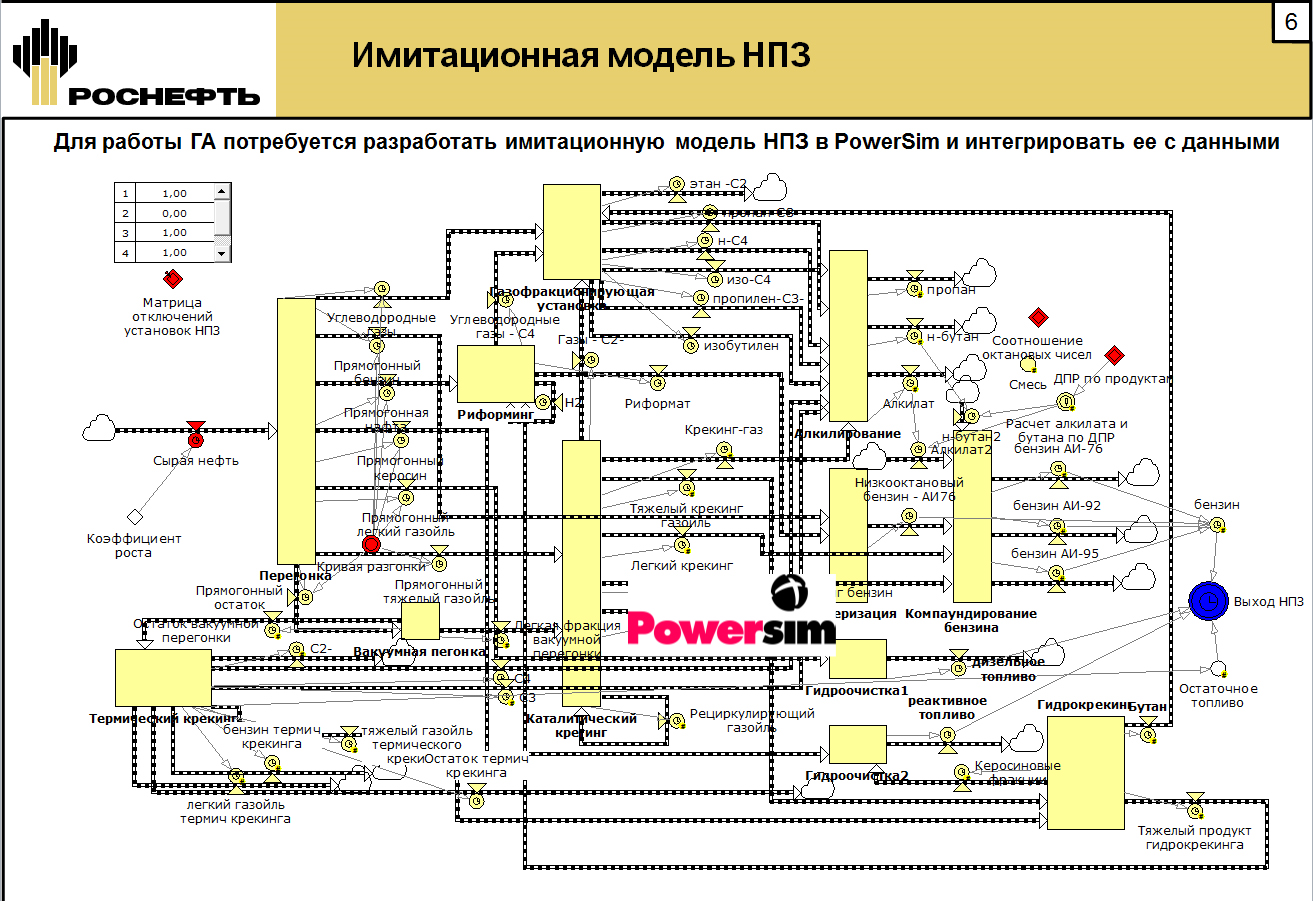 6
РОСНЕФТЬ
Имитационная модель НПЗ
Для работы ГА потребуется разработать имитационную модель НПЗ в PowerSim и интегрировать ее с данными
1 1,00
2 0,00
3 1,00
4 1,00
Матрица
отключений
установок НПЗ
этан -C2
пропан-C3
н-C4
изо-C4
пропилен-C3-
изобутилен
Газофракционирующая
установка
Углеводородные
газы
Углеводородные
газы - C4
Газы - C2-
Прямогонный
бензин
Риформинг
H2
Риформат
Прямогонная
нафта
Сырая нефть
Прямогонный
керосин
Крекинг-газ
Прямогонный
легкий газойль
Тяжелый крекинг
газойль
Легкий крекинг
Коэффициент
роста
Кривая разгонки
Перегонка
Прямогонный
тяжелый газойль
Прямогонный
остаток
Остаток вакуумной
перегонки
Вакуумная пегонка
Легкая фракция
вакуумной
перегонки
C2-
C4
C3
Термический крекинг
Каталитический
крекинг
Рециркулирующий
газойль
бензин термич
крекинга
тяжелый газойль
термического
креки
Остаток термич
крекинга
легкий газойль
термич крекинга
пропан
н-бутан
Алкилат
Алкилирование
Соотношение
октановых чисел
Смесь
ДПР по продуктам
Расчет алкилата и
бутана по ДПР
н-бутан2
Алкилат2
бензин АИ-76
Низкооктановый
бензин - АИ76
бензин АИ-92
бензин АИ-95
бензин
г бензин
еризация
Компаундирование
бензина
Выход НПЗ
Powersim
Гидроочистка1
Дизельное
топливо
Остаточное
топливо
реактивное
топливо
Гидрокрекинг
Бутан
Гидроочистка2
Керосиновые
фракции
Тяжелый продукт
гидрокрекинга